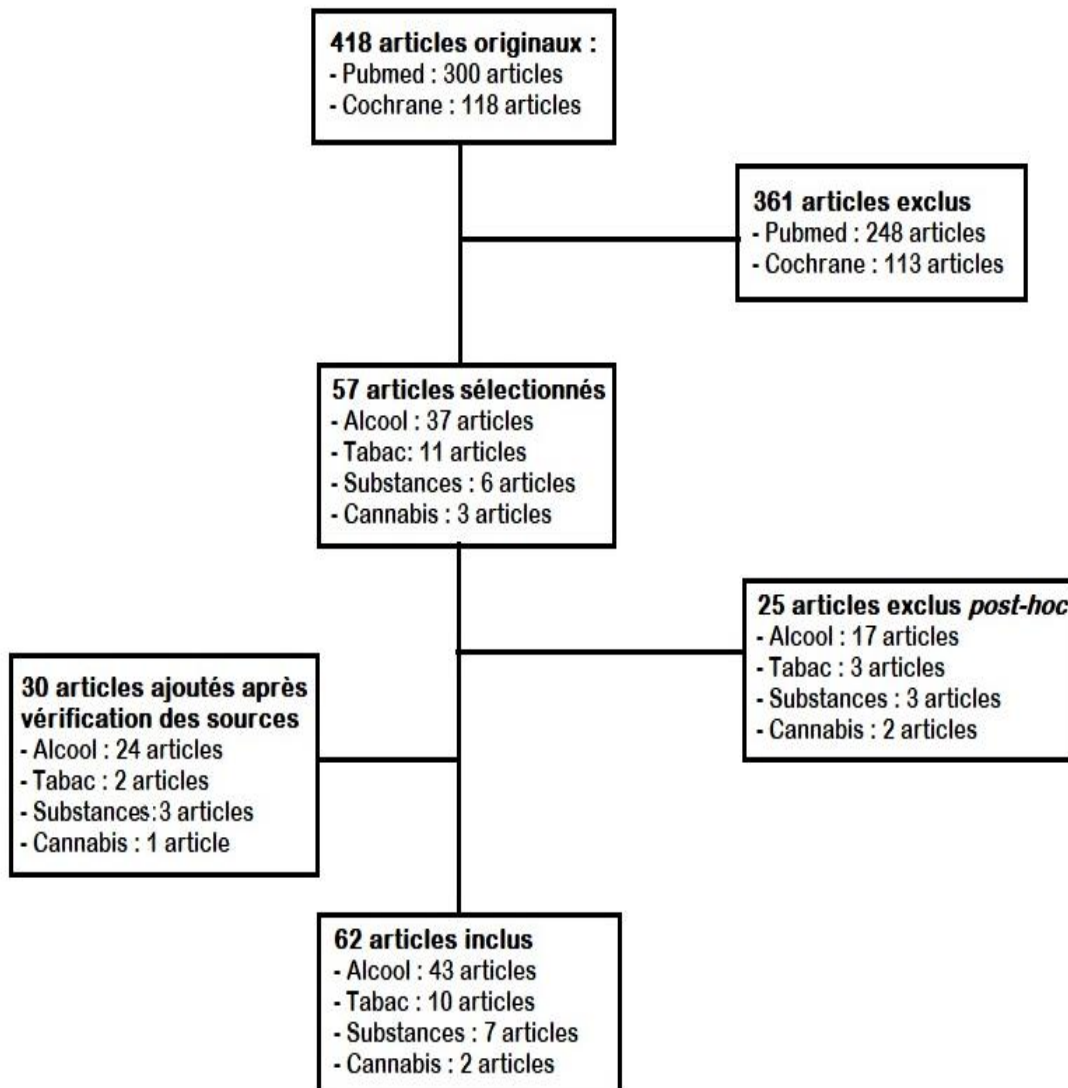 418 articles originaux :
- Pubmed : 300 articles
- Cochrane : 118 articles
361 articles exclus
- Pubmed : 248 articles
- Cochrane : 113 articles
57 articles sélectionnés
- Alcool : 37 articles
- Tabac: 11 articles
- Substances : 6 articles
- Cannabis : 3 articles
25 articles exclus post-hoc
- Alcool : 17 articles
- Tabac : 3 articles
- Substances : 3 articles
- Cannabis : 2 articles
30 articles ajoutés après
vérification des sources
- Alcool : 24 articles
- Tabac : 2 articles
- Substances : 3 articles
- Cannabis : 1 article
62 articles inclus
- Alcool : 43 articles
- Tabac : 10 articles
- Substances : 7 articles
- Cannabis : 2 articles